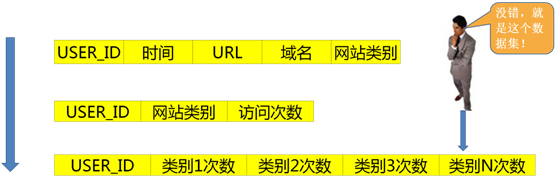 没错，就
是这个数
据集！
USER_ID 时间 URL 域名 网站类别
USER_ID 网站类别 访问次数
USER_ID 类别1次数 类别2次数 类别3次数 类别N次数